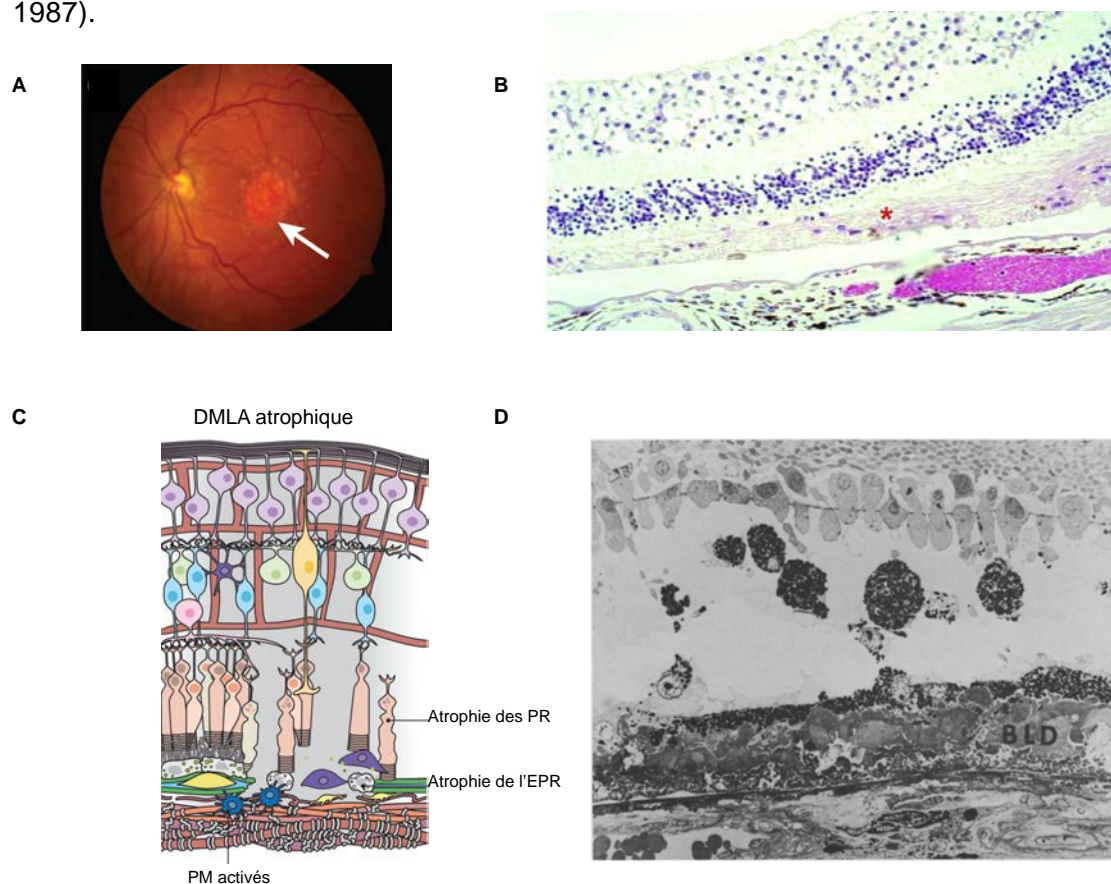 1987).
A
B
C
DMLA atrophique
D
Atrophie des PR
Atrophie de l'EPR
PM activés
BLD